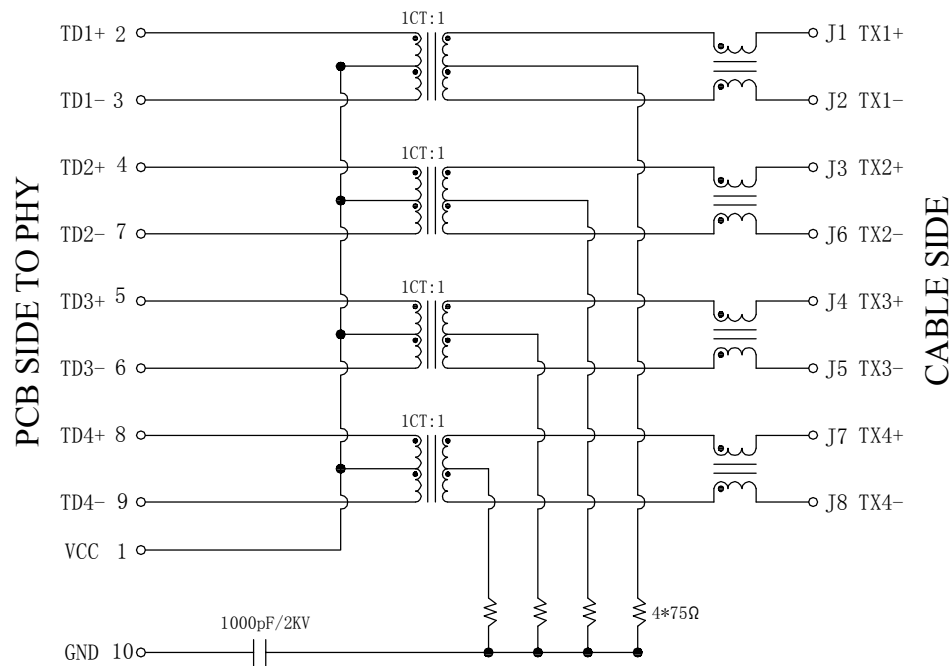 1CT:1
TD1+ 2
J1 TX1+
TD1- 3
J2 TX1-
1CT:1
TD2+ 4
J3 TX2+
TD2- 7
J6 TX2-
1CT:1
TD3+ 5
J4 TX3+
TD3- 6
J5 TX3-
1CT:1
TD4+ 8
J7 TX4+
TD4- 9
J8 TX4-
VCC 1
4*75Ω
1000pF/2KV
GND 10
PCB SIDE TO PHY
CABLE SIDE